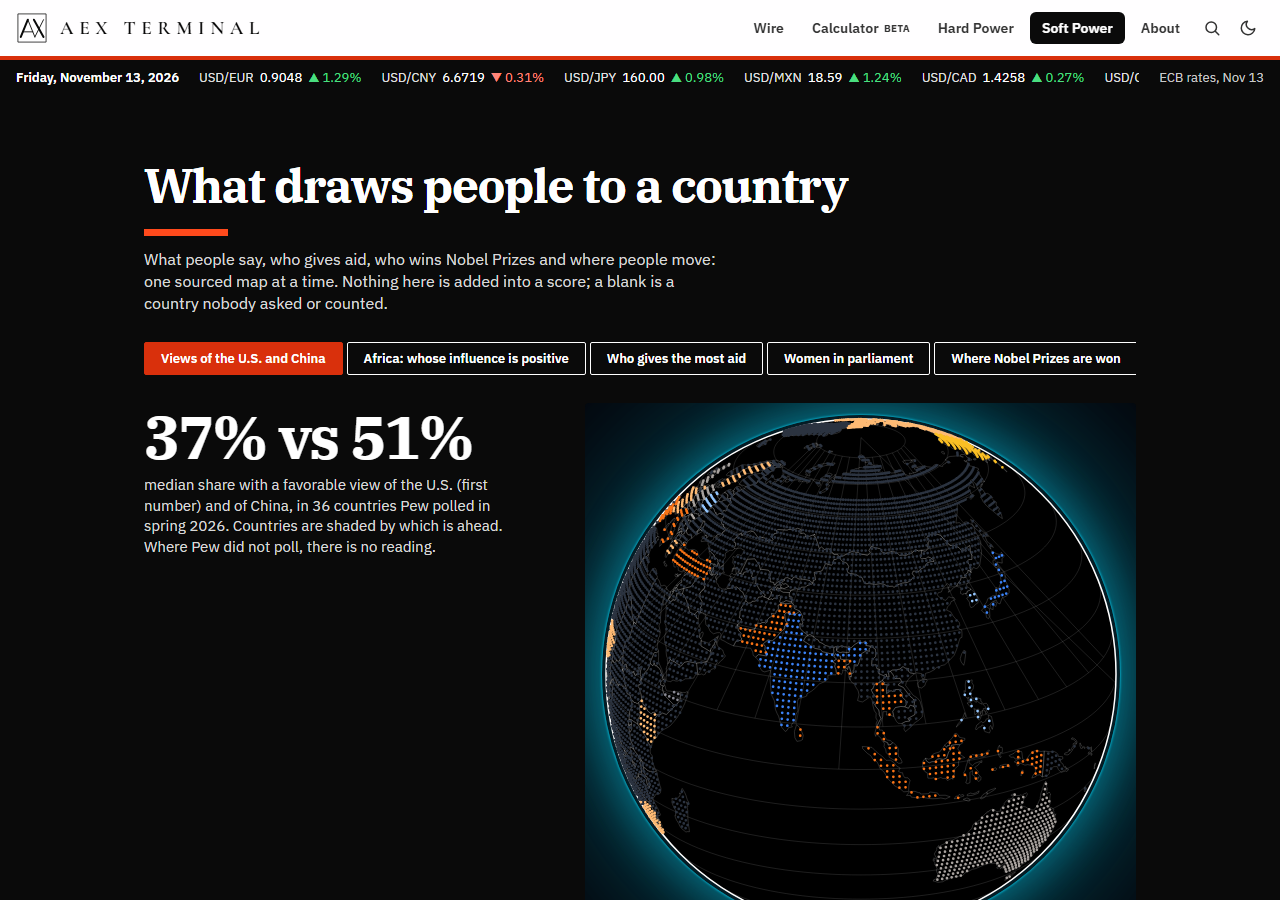 AX AEX TERMINAL
Wire Calculator BETA Hard Power Soft Power About
Friday, November 13, 2026 USD/EUR 0.9048 ▲ 1.29% USD/CNY 6.6719 ▼ 0.31% USD/JPY 160.00 ▲ 0.98% USD/MXN 18.59 ▲ 1.24% USD/CAD 1.4258 ▲ 0.27% ECB rates, Nov 13
What draws people to a country
What people say, who gives aid, who wins Nobel Prizes and where people move:
one sourced map at a time. Nothing here is added into a score; a blank is a
country nobody asked or counted.
Views of the U.S. and China Africa: whose influence is positive Who gives the most aid Women in parliament Where Nobel Prizes are won
37% vs 51%
median share with a favorable view of the U.S. (first
number) and of China, in 36 countries Pew polled in
spring 2026. Countries are shaded by which is ahead.
Where Pew did not poll, there is no reading.